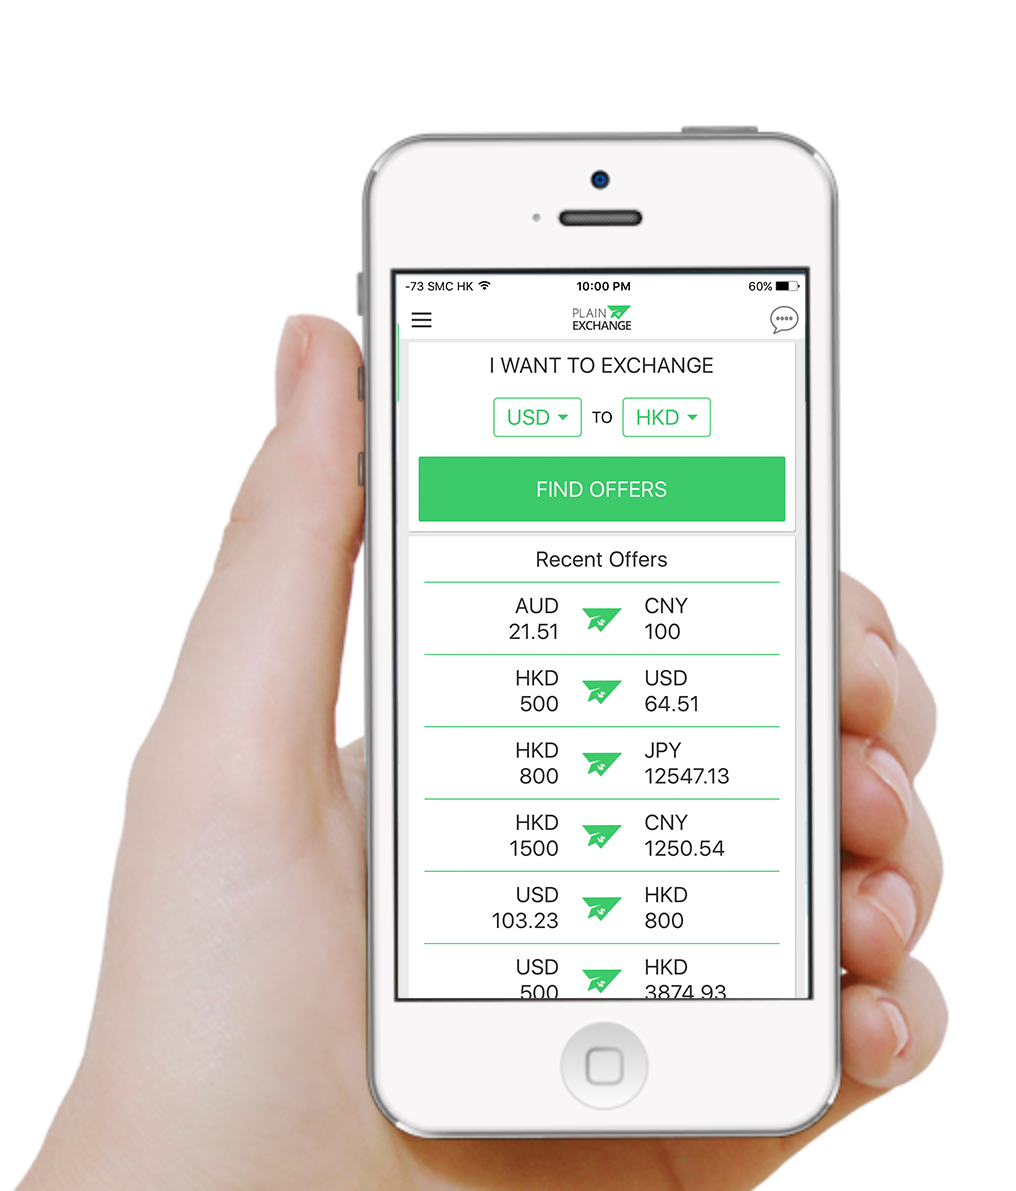 -73 SMC HK 10:00 PM 60%
PLAIN
EXCHANGE
I WANT TO EXCHANGE
USD TO HKD
FIND OFFERS
Recent Offers
AUD CNY
21.51 100
HKD USD
500 64.51
HKD JPY
800 12547.13
HKD CNY
1500 1250.54
USD HKD
103.23 800
USD HKD
500 3874.93